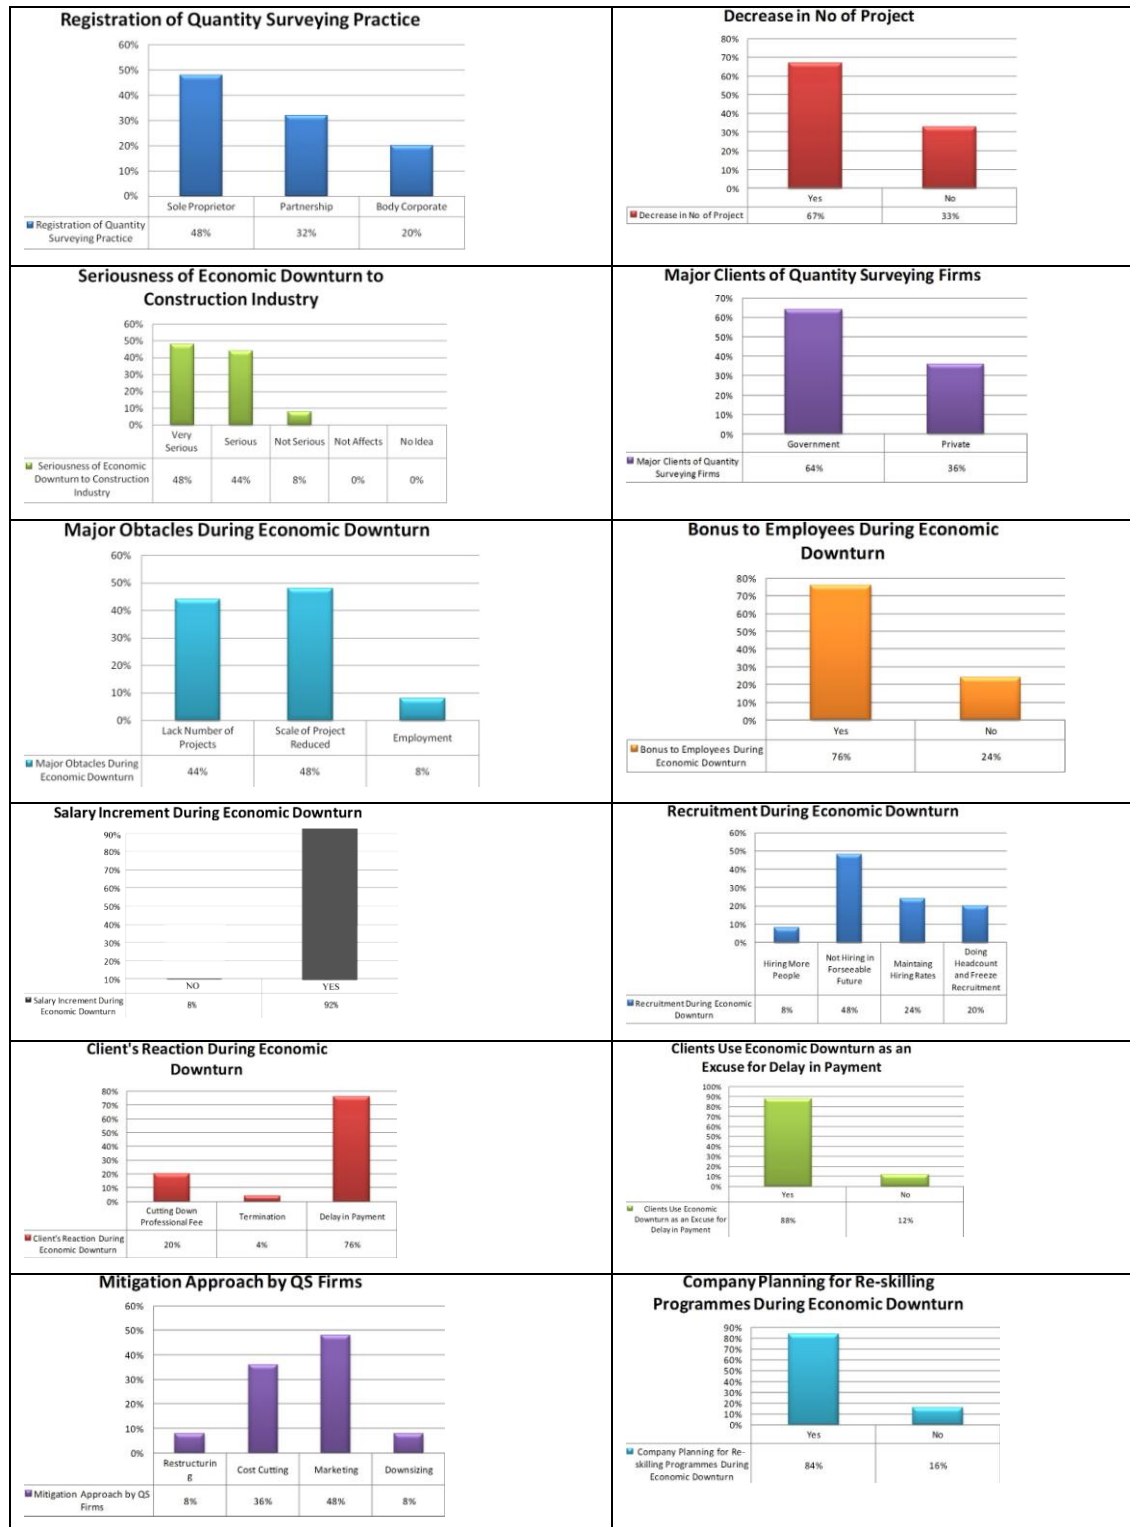 Registration of Quantity Surveying Practice
60%
50%
40%
30%
20%
10%
0%
Sole Proprietor Partnership Body Corporate
Registration of Quantity
Surveying Practice
48% 32% 20%
Decrease in No of Project
80%
70%
60%
50%
40%
30%
20%
10%
0%
Yes No
Decrease in No of Project 67% 33%
Seriousness of Economic Downturn to
Construction Industry
60%
50%
40%
30%
20%
10%
0%
Very
Serious
Serious Not Serious Not Affects No Idea
Seriousness of Economic
Downturn to Construction
Industry
48% 44% 8% 0% 0%
Major Clients of Quantity Surveying Firms
70%
60%
50%
40%
30%
20%
10%
0%
Government Private
Major Clients of Quantity
Surveying Firms
64% 36%
Major Obtacles During Economic Downturn
60%
50%
40%
30%
20%
10%
0%
Lack Number of
Projects
Scale of Project
Reduced
Employment
Major Obtacles During
Economic Downturn
44% 48% 8%
Bonus to Employees During Economic
Downturn
80%
70%
60%
50%
40%
30%
20%
10%
0%
Yes No
Bonus to Employees During
Economic Downturn
76% 24%
Salary Increment During Economic Downturn
90%
80%
70%
60%
50%
40%
30%
20%
10%
NO YES
Salary Increment During
Economic Downturn
8% 92%
Recruitment During Economic Downturn
60%
50%
40%
30%
20%
10%
0%
Hiring More
People
Not Hiring in
Forseeable
Future
Maintaing
Hiring Rates
Doing
Headcount
and Freeze
Recruitment
Recruitment During Economic
Downturn
8% 48% 24% 20%
Client's Reaction During Economic
Downturn
80%
70%
60%
50%
40%
30%
20%
10%
0%
Cutting Down
Professional Fee
Termination Delay in Payment
Client's Reaction During
Economic Downturn
20% 4% 76%
Clients Use Economic Downturn as an
Excuse for Delay in Payment
100%
90%
80%
70%
60%
50%
40%
30%
20%
10%
0%
Yes No
Clients Use Economic
Downturn as an Excuse for
Delay in Payment
88% 12%
Mitigation Approach by QS Firms
60%
50%
40%
30%
20%
10%
0%
Restructurin
g
Cost Cutting Marketing Downsizing
Mitigation Approach by QS
Firms
8% 36% 48% 8%
Company Planning for Re-skilling
Programmes During Economic Downturn
90%
80%
70%
60%
50%
40%
30%
20%
10%
0%
Yes No
Company Planning for Re-
skilling Programmes During
Economic Downturn
84% 16%